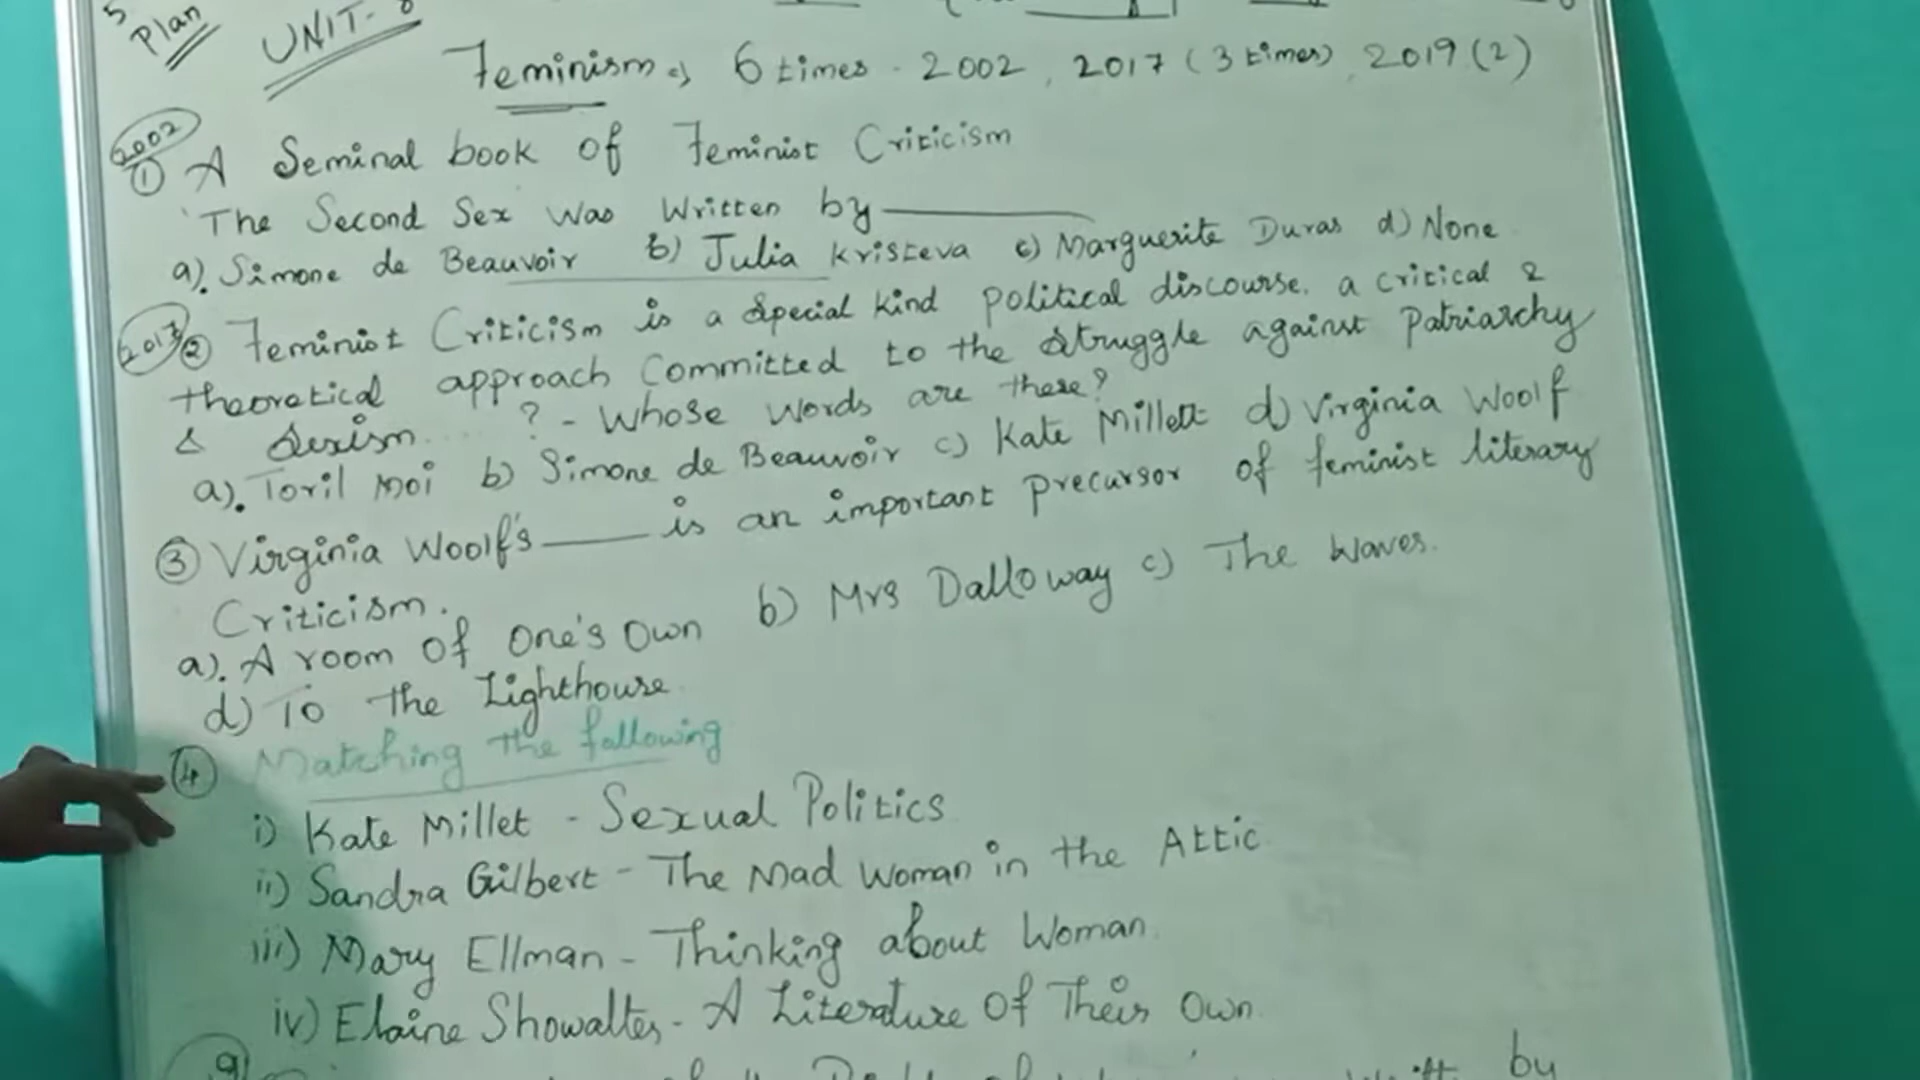 5
Plan
UNIT- 8
Feminism => 6 times - 2002, 2017 (3 times), 2019 (2)
2002
① A Seminal book of Feminist Criticism
'The Second Sex Was Written by ______
a). Simone de Beauvoir b) Julia Kristeva c) Marguerite Duras d) None
2017 ② Feminist Criticism is a Special kind political discourse. a critical &
theoretical approach Committed to the struggle against Patriarchy
& Sexism..... ? - Whose Words are these?
a). Toril Moi b) Simone de Beauvoir c) Kate Millett d) Virginia Woolf
③ Virginia Woolf's ______ is an important precursor of feminist literary
Criticism.
a). A room Of One's Own b) Mrs Dalloway c) The Waves.
d) To the Lighthouse.
④ Matching the following
i) Kate Millet - Sexual Politics
ii) Sandra Gilbert - The Mad Woman in the Attic
iii) Mary Ellman - Thinking about Woman.
iv) Elaine Showalter - A Literature Of Their Own.
by